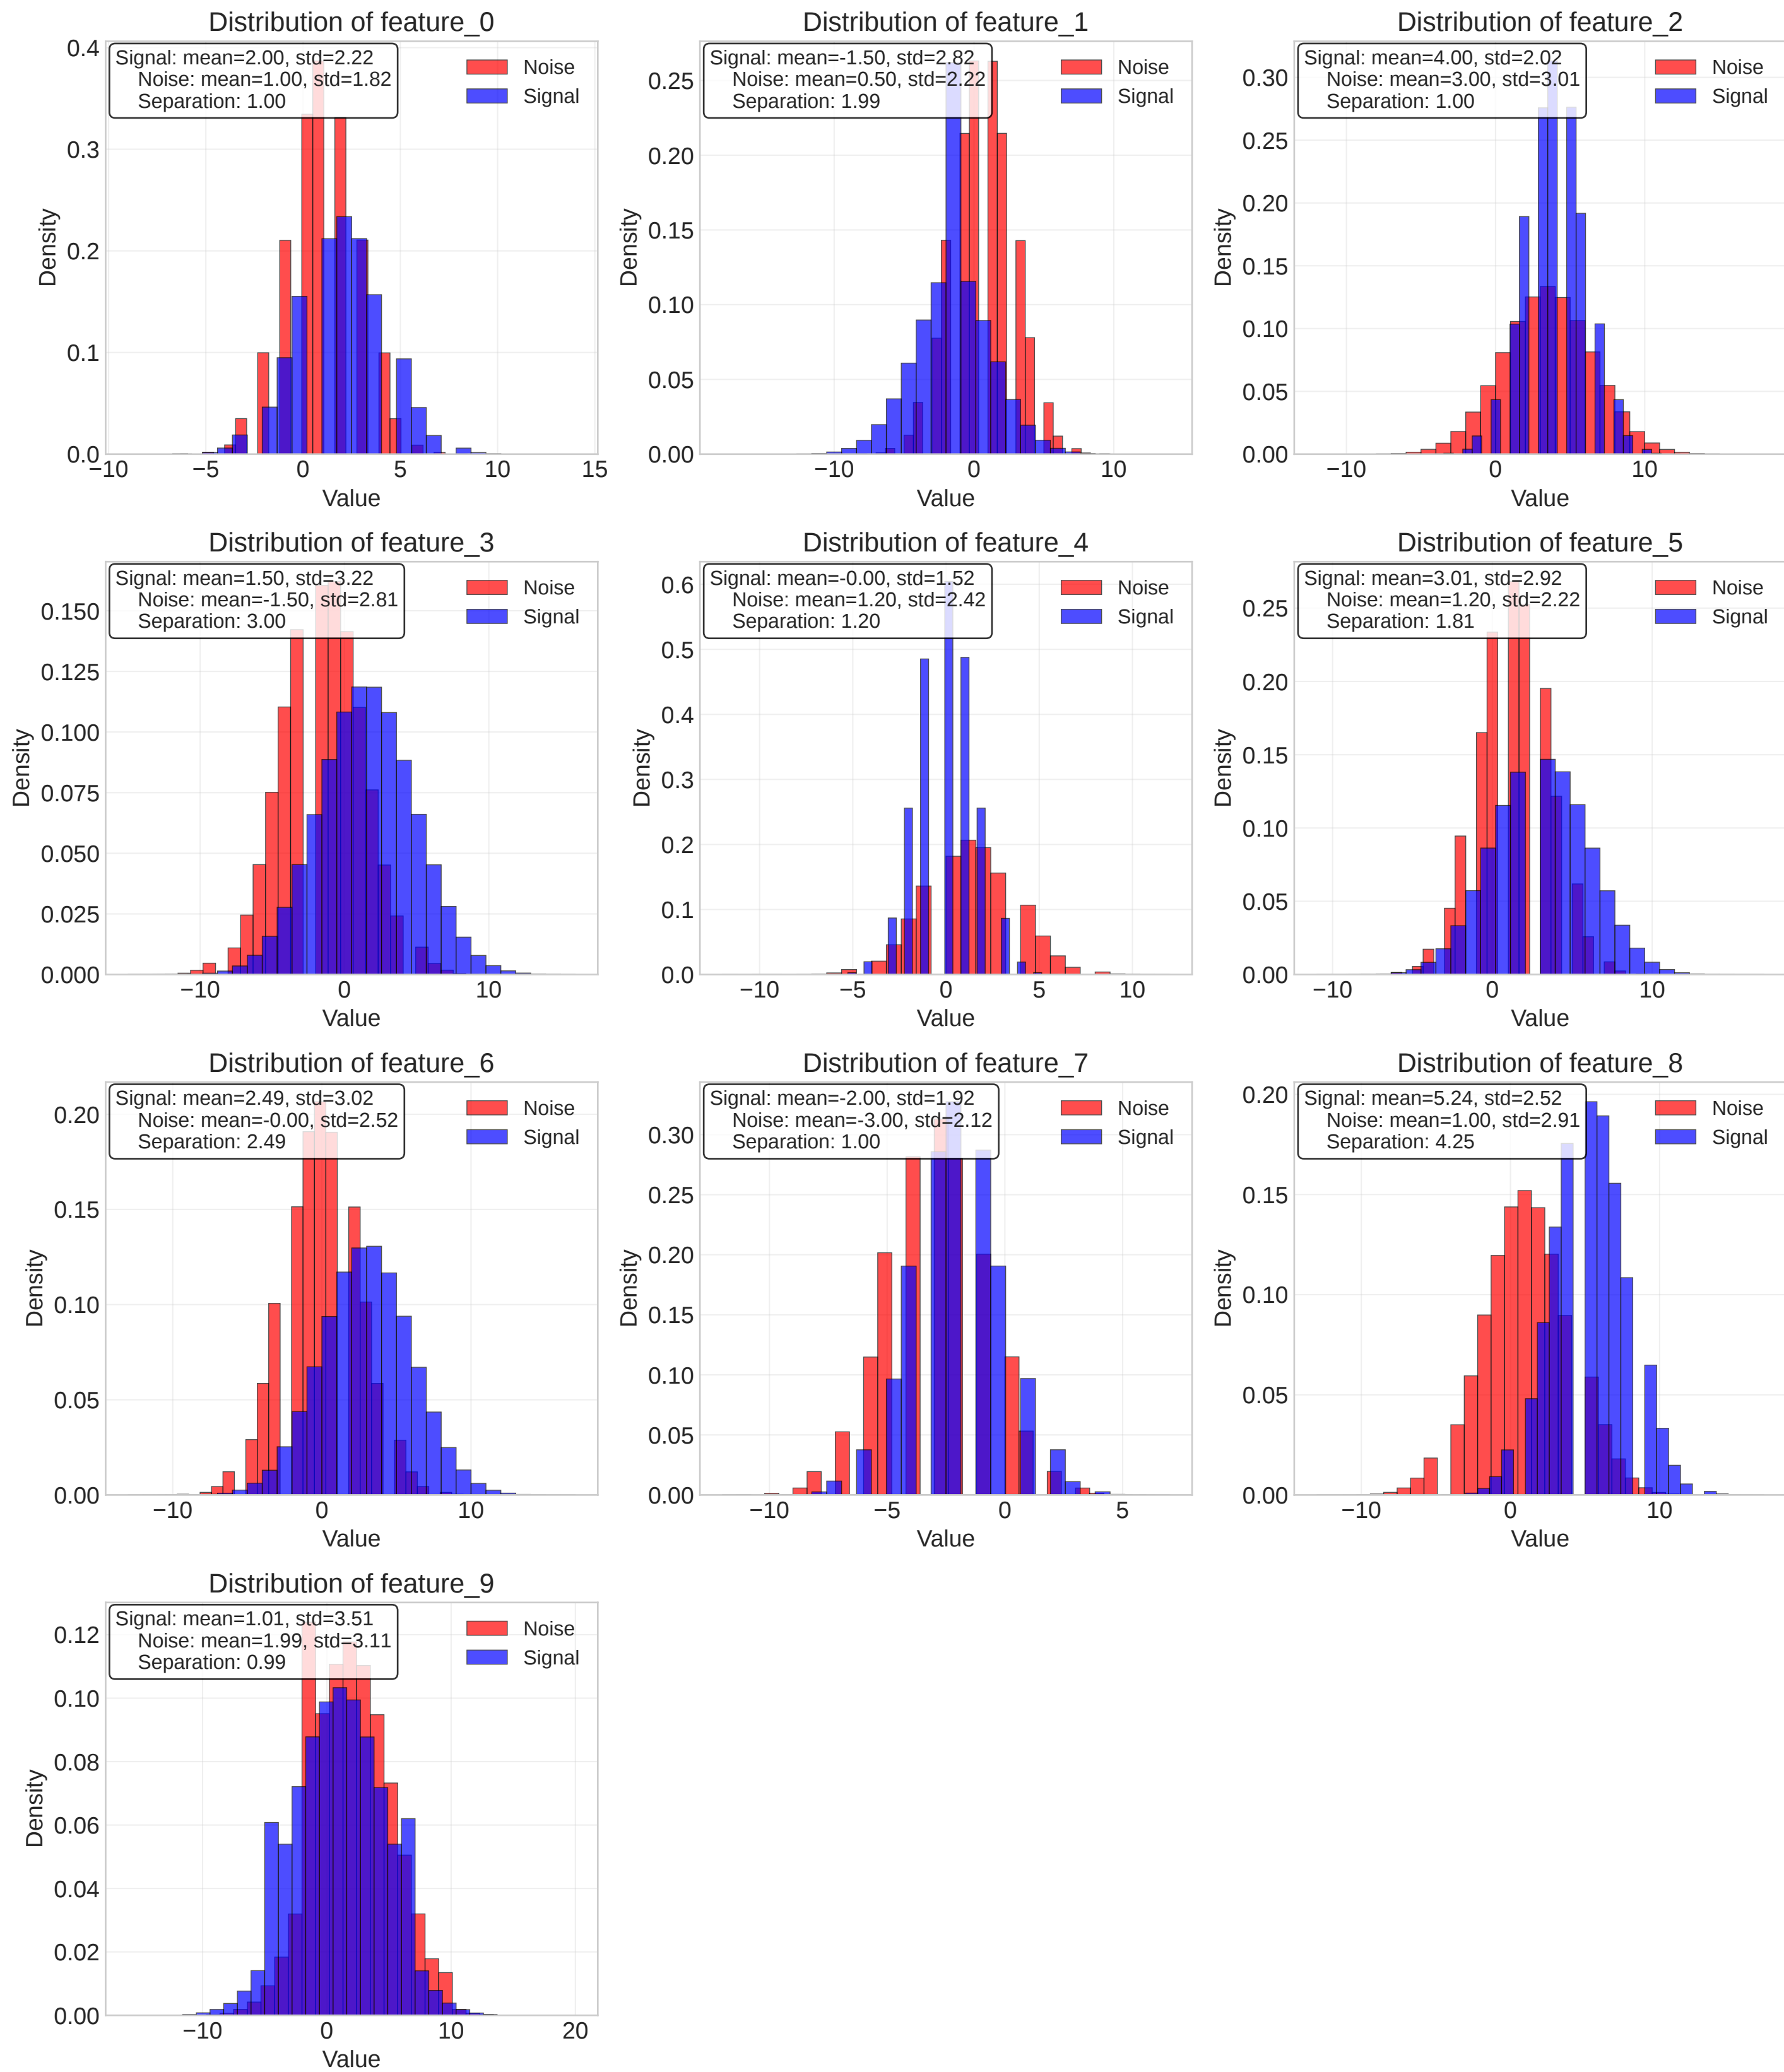 Distribution of feature_0
Signal: mean=2.00, std=2.22
Noise: mean=1.00, std=1.82
Separation: 1.00
Noise
Signal
Density
0.4
0.3
0.2
0.1
0.0
−10 −5 0 5 10 15
Value
Distribution of feature_1
Signal: mean=-1.50, std=2.82
Noise: mean=0.50, std=2.22
Separation: 1.99
Noise
Signal
Density
0.25
0.20
0.15
0.10
0.05
0.00
−10 0 10
Value
Distribution of feature_2
Signal: mean=4.00, std=2.02
Noise: mean=3.00, std=3.01
Separation: 1.00
Noise
Signal
Density
0.30
0.25
0.20
0.15
0.10
0.05
0.00
−10 0 10
Value
Distribution of feature_3
Signal: mean=1.50, std=3.22
Noise: mean=-1.50, std=2.81
Separation: 3.00
Noise
Signal
Density
0.150
0.125
0.100
0.075
0.050
0.025
0.000
−10 0 10
Value
Distribution of feature_4
Signal: mean=-0.00, std=1.52
Noise: mean=1.20, std=2.42
Separation: 1.20
Noise
Signal
Density
0.6
0.5
0.4
0.3
0.2
0.1
0.0
−10 −5 0 5 10
Value
Distribution of feature_5
Signal: mean=3.01, std=2.92
Noise: mean=1.20, std=2.22
Separation: 1.81
Noise
Signal
Density
0.25
0.20
0.15
0.10
0.05
0.00
−10 0 10
Value
Distribution of feature_6
Signal: mean=2.49, std=3.02
Noise: mean=-0.00, std=2.52
Separation: 2.49
Noise
Signal
Density
0.20
0.15
0.10
0.05
0.00
−10 0 10
Value
Distribution of feature_7
Signal: mean=-2.00, std=1.92
Noise: mean=-3.00, std=2.12
Separation: 1.00
Noise
Signal
Density
0.30
0.25
0.20
0.15
0.10
0.05
0.00
−10 −5 0 5
Value
Distribution of feature_8
Signal: mean=5.24, std=2.52
Noise: mean=1.00, std=2.91
Separation: 4.25
Noise
Signal
Density
0.20
0.15
0.10
0.05
0.00
0 10
Value
Distribution of feature_9
Signal: mean=1.01, std=3.51
Noise: mean=1.99, std=3.11
Separation: 0.99
Noise
Signal
Density
0.12
0.10
0.08
0.06
0.04
0.02
0.00
−10 0 10 20
Value